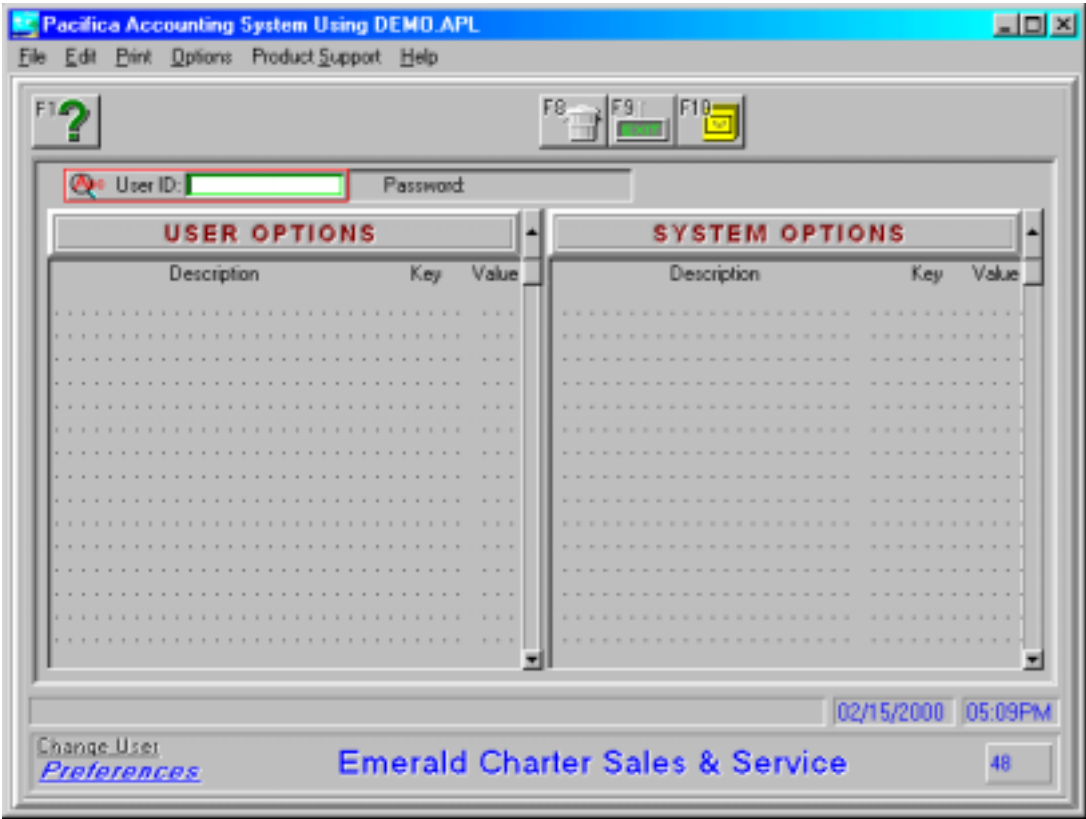 Pacifica Accounting System Using DEMO.APL
File Edit Print Options Product Support Help
F1 F8 F9 F10
User ID: Password:
USER OPTIONS SYSTEM OPTIONS
Description Key Value Description Key Value
02/15/2000 05:09PM
Change User
Preferences
Emerald Charter Sales & Service
48